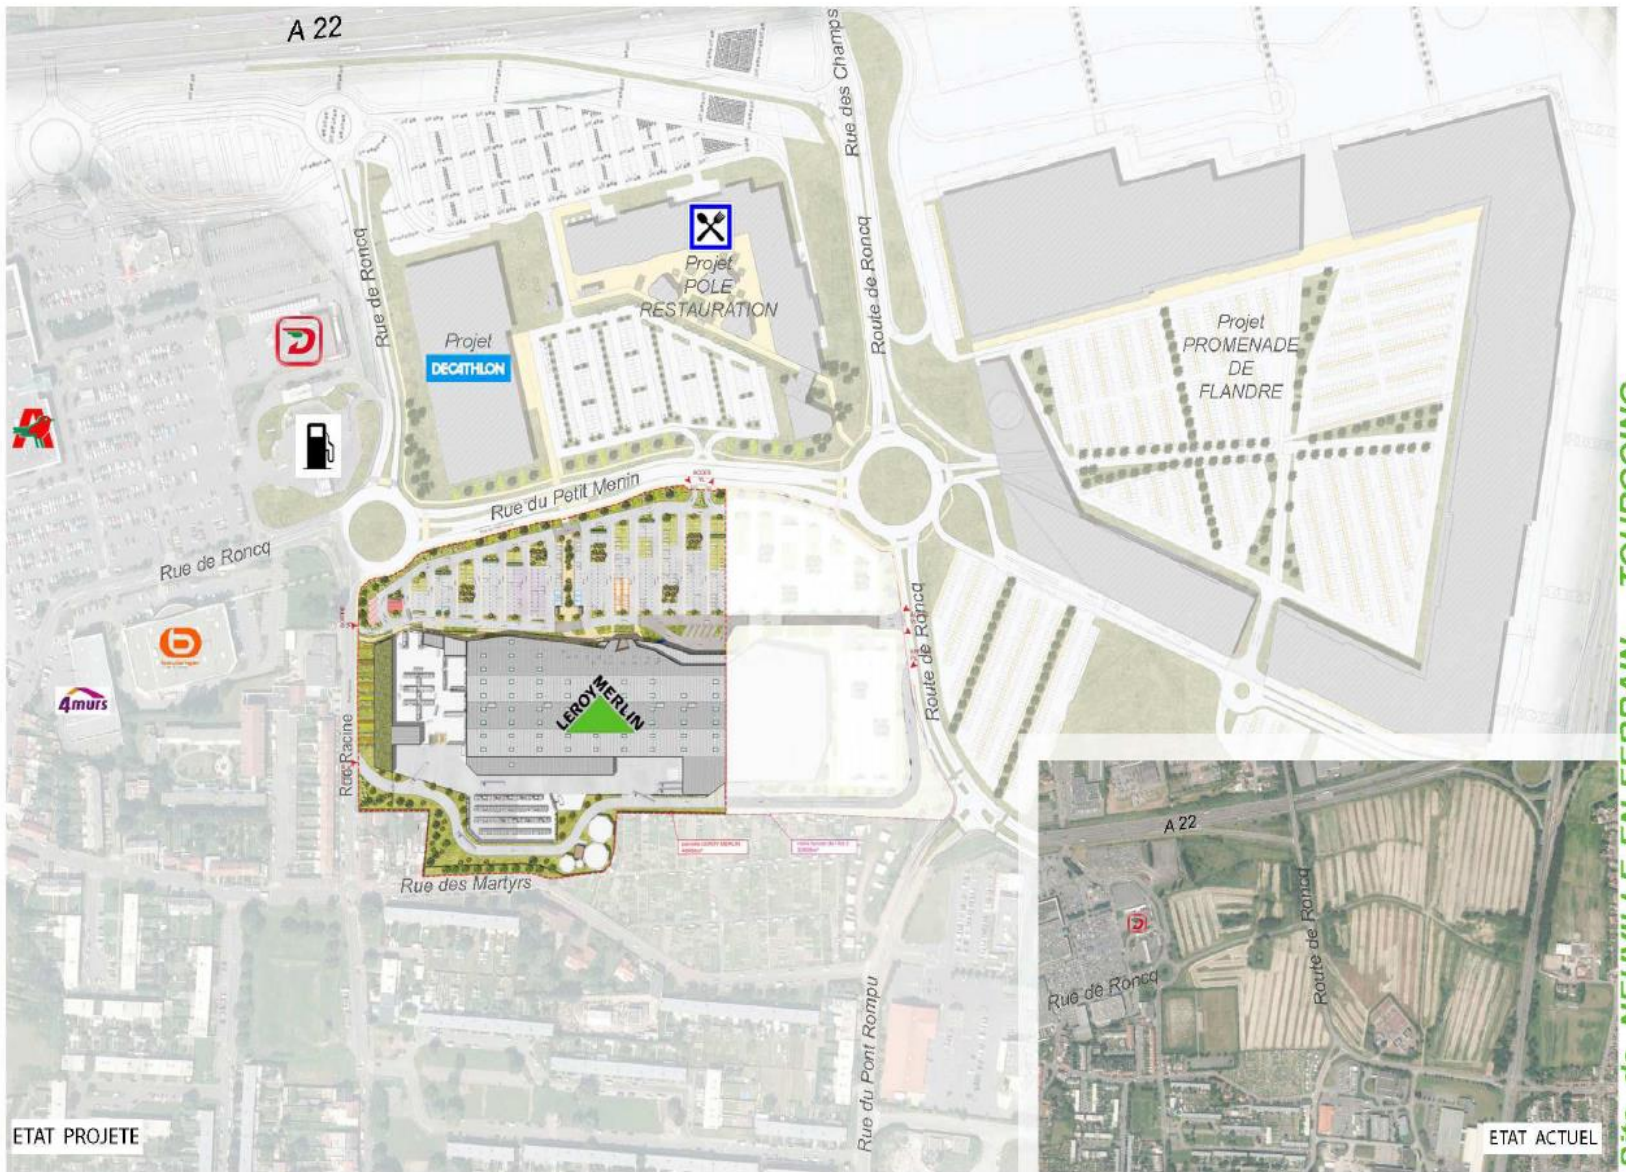 A 22
Rue des Champs
Rue de Roncq
Route de Roncq
Projet
POLE
RESTAURATION
Projet
DECATHLON
Projet
PROMENADE
DE
FLANDRE
Rue du Petit Menin
ACCES
Rue de Roncq
Route de Roncq
b
4murs
LEROY MERLIN
Rue Racine
Rue des Martyrs
Rue du Pont Rompu
A 22
Route de Roncq
Rue de Roncq
ETAT PROJETE
ETAT ACTUEL